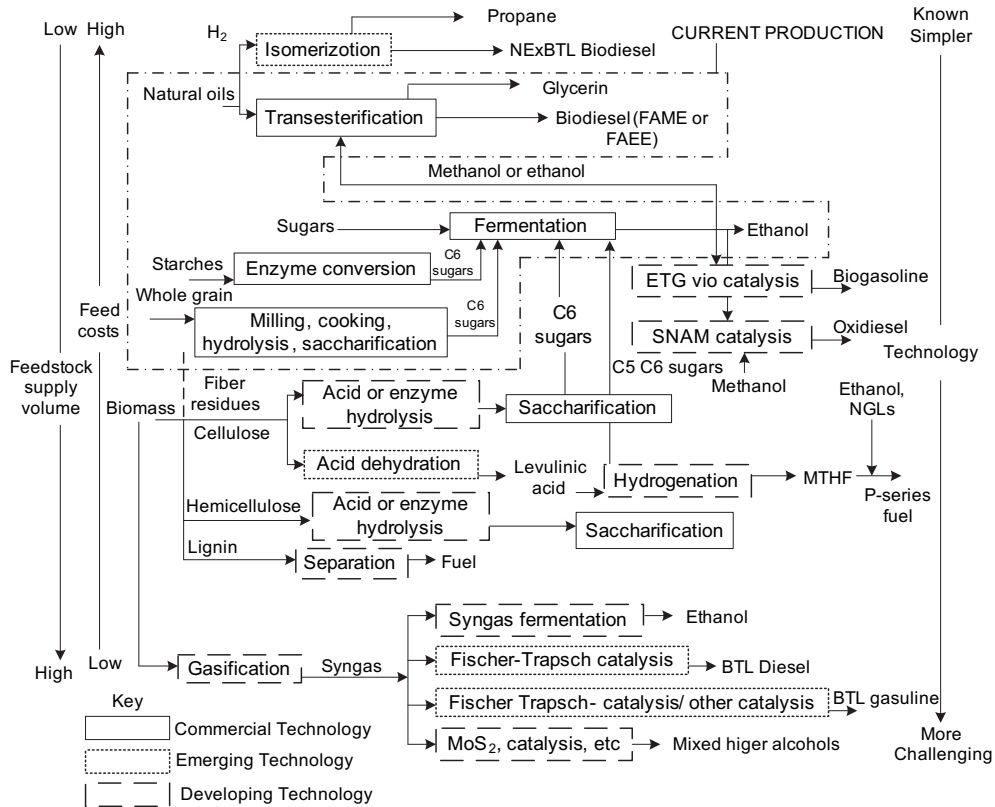 Low High
H2
Propane
Isomerizotion
NExBTL Biodiesel
CURRENT PRODUCTION
Known
Simpler
Natural oils
Glycerin
Transesterification
Biodiesel (FAME or
FAEE)
Methanol or ethanol
Sugars
Fermentation
Ethanol
Starches
Enzyme conversion
C6
sugars
ETG vio catalysis
Biogasoline
Whole grain
Milling, cooking,
hydrolysis, saccharification
C6
sugars
C6
sugars
SNAM catalysis
Oxidiesel
Feed
costs
Feedstock
supply
volume
C5 C6 sugars
Methanol
Technology
Ethanol,
NGLs
Biomass
Fiber
residues
Cellulose
Acid or enzyme
hydrolysis
Saccharification
Acid dehydration
Levulinic
acid
Hydrogenation
MTHF
P-series
fuel
Hemicellulose
Acid or enzyme
hydrolysis
Saccharification
Lignin
Separation
Fuel
Syngas fermentation
Ethanol
High
Low
Gasification
Syngas
Fischer-Trapsch catalysis
BTL Diesel
Fischer Trapsch- catalysis/ other catalysis
BTL gasuline
MoS2, catalysis, etc
Mixed higer alcohols
More
Challenging
Key
Commercial Technology
Emerging Technology
Developing Technology